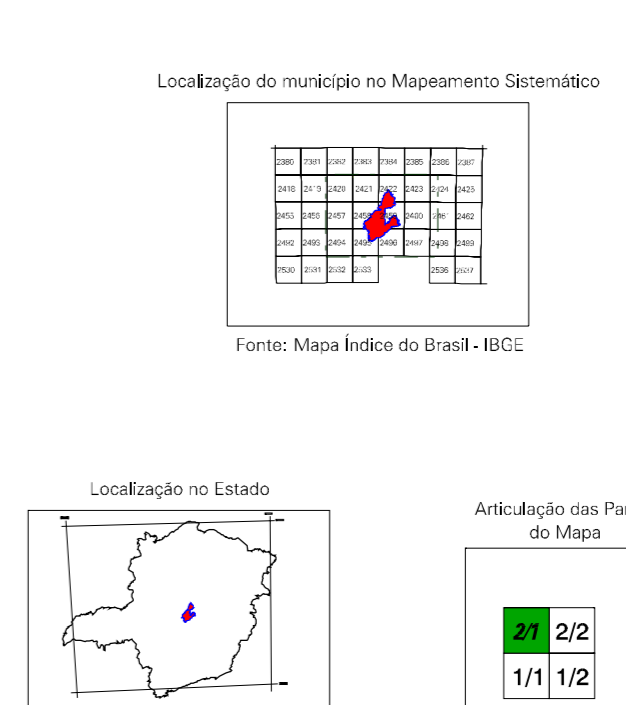 Localização do município no Mapeamento Sistemático
2380 2381 2382 2383 2384 2385 2386 2387
2418 2419 2420 2421 2422 2423 2424 2425
2455 2456 2457 2460 2461 2462
2492 2493 2494 2495 2496 2497 2498 2499
2530 2531 2532 2533 2536 2537
Fonte: Mapa Índice do Brasil - IBGE
Localização no Estado
Articulação das
do Mapa
2/1 2/2
1/1 1/2